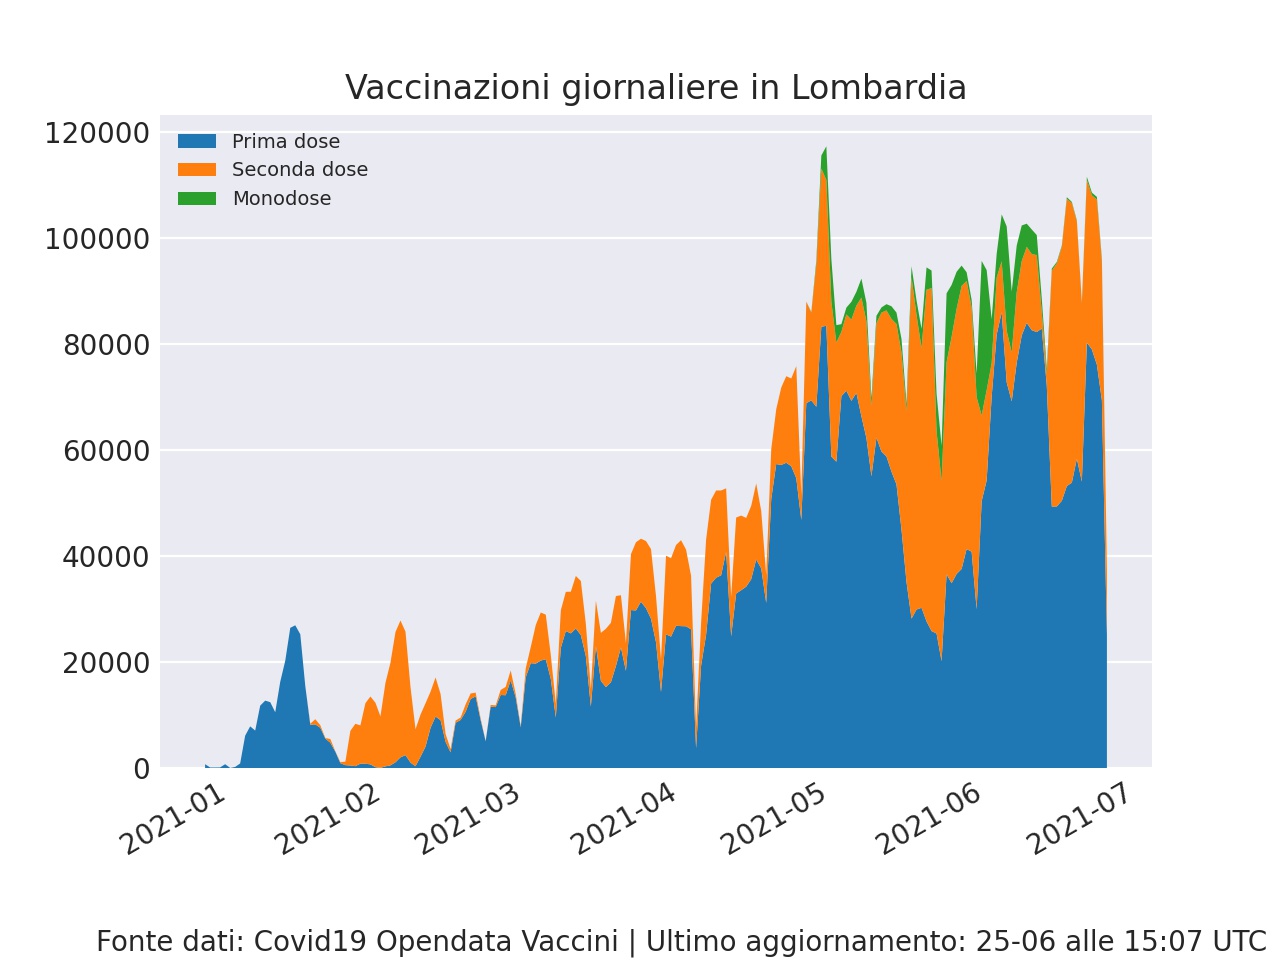 Vaccinazioni giornaliere in Lombardia
120000
100000
80000
60000
40000
20000
0
Prima dose
Seconda dose
Monodose
2021-01
2021-02
2021-03
2021-04
2021-05
2021-06
2021-07
Fonte dati: Covid19 Opendata Vaccini | Ultimo aggiornamento: 25-06 alle 15:07 UTC